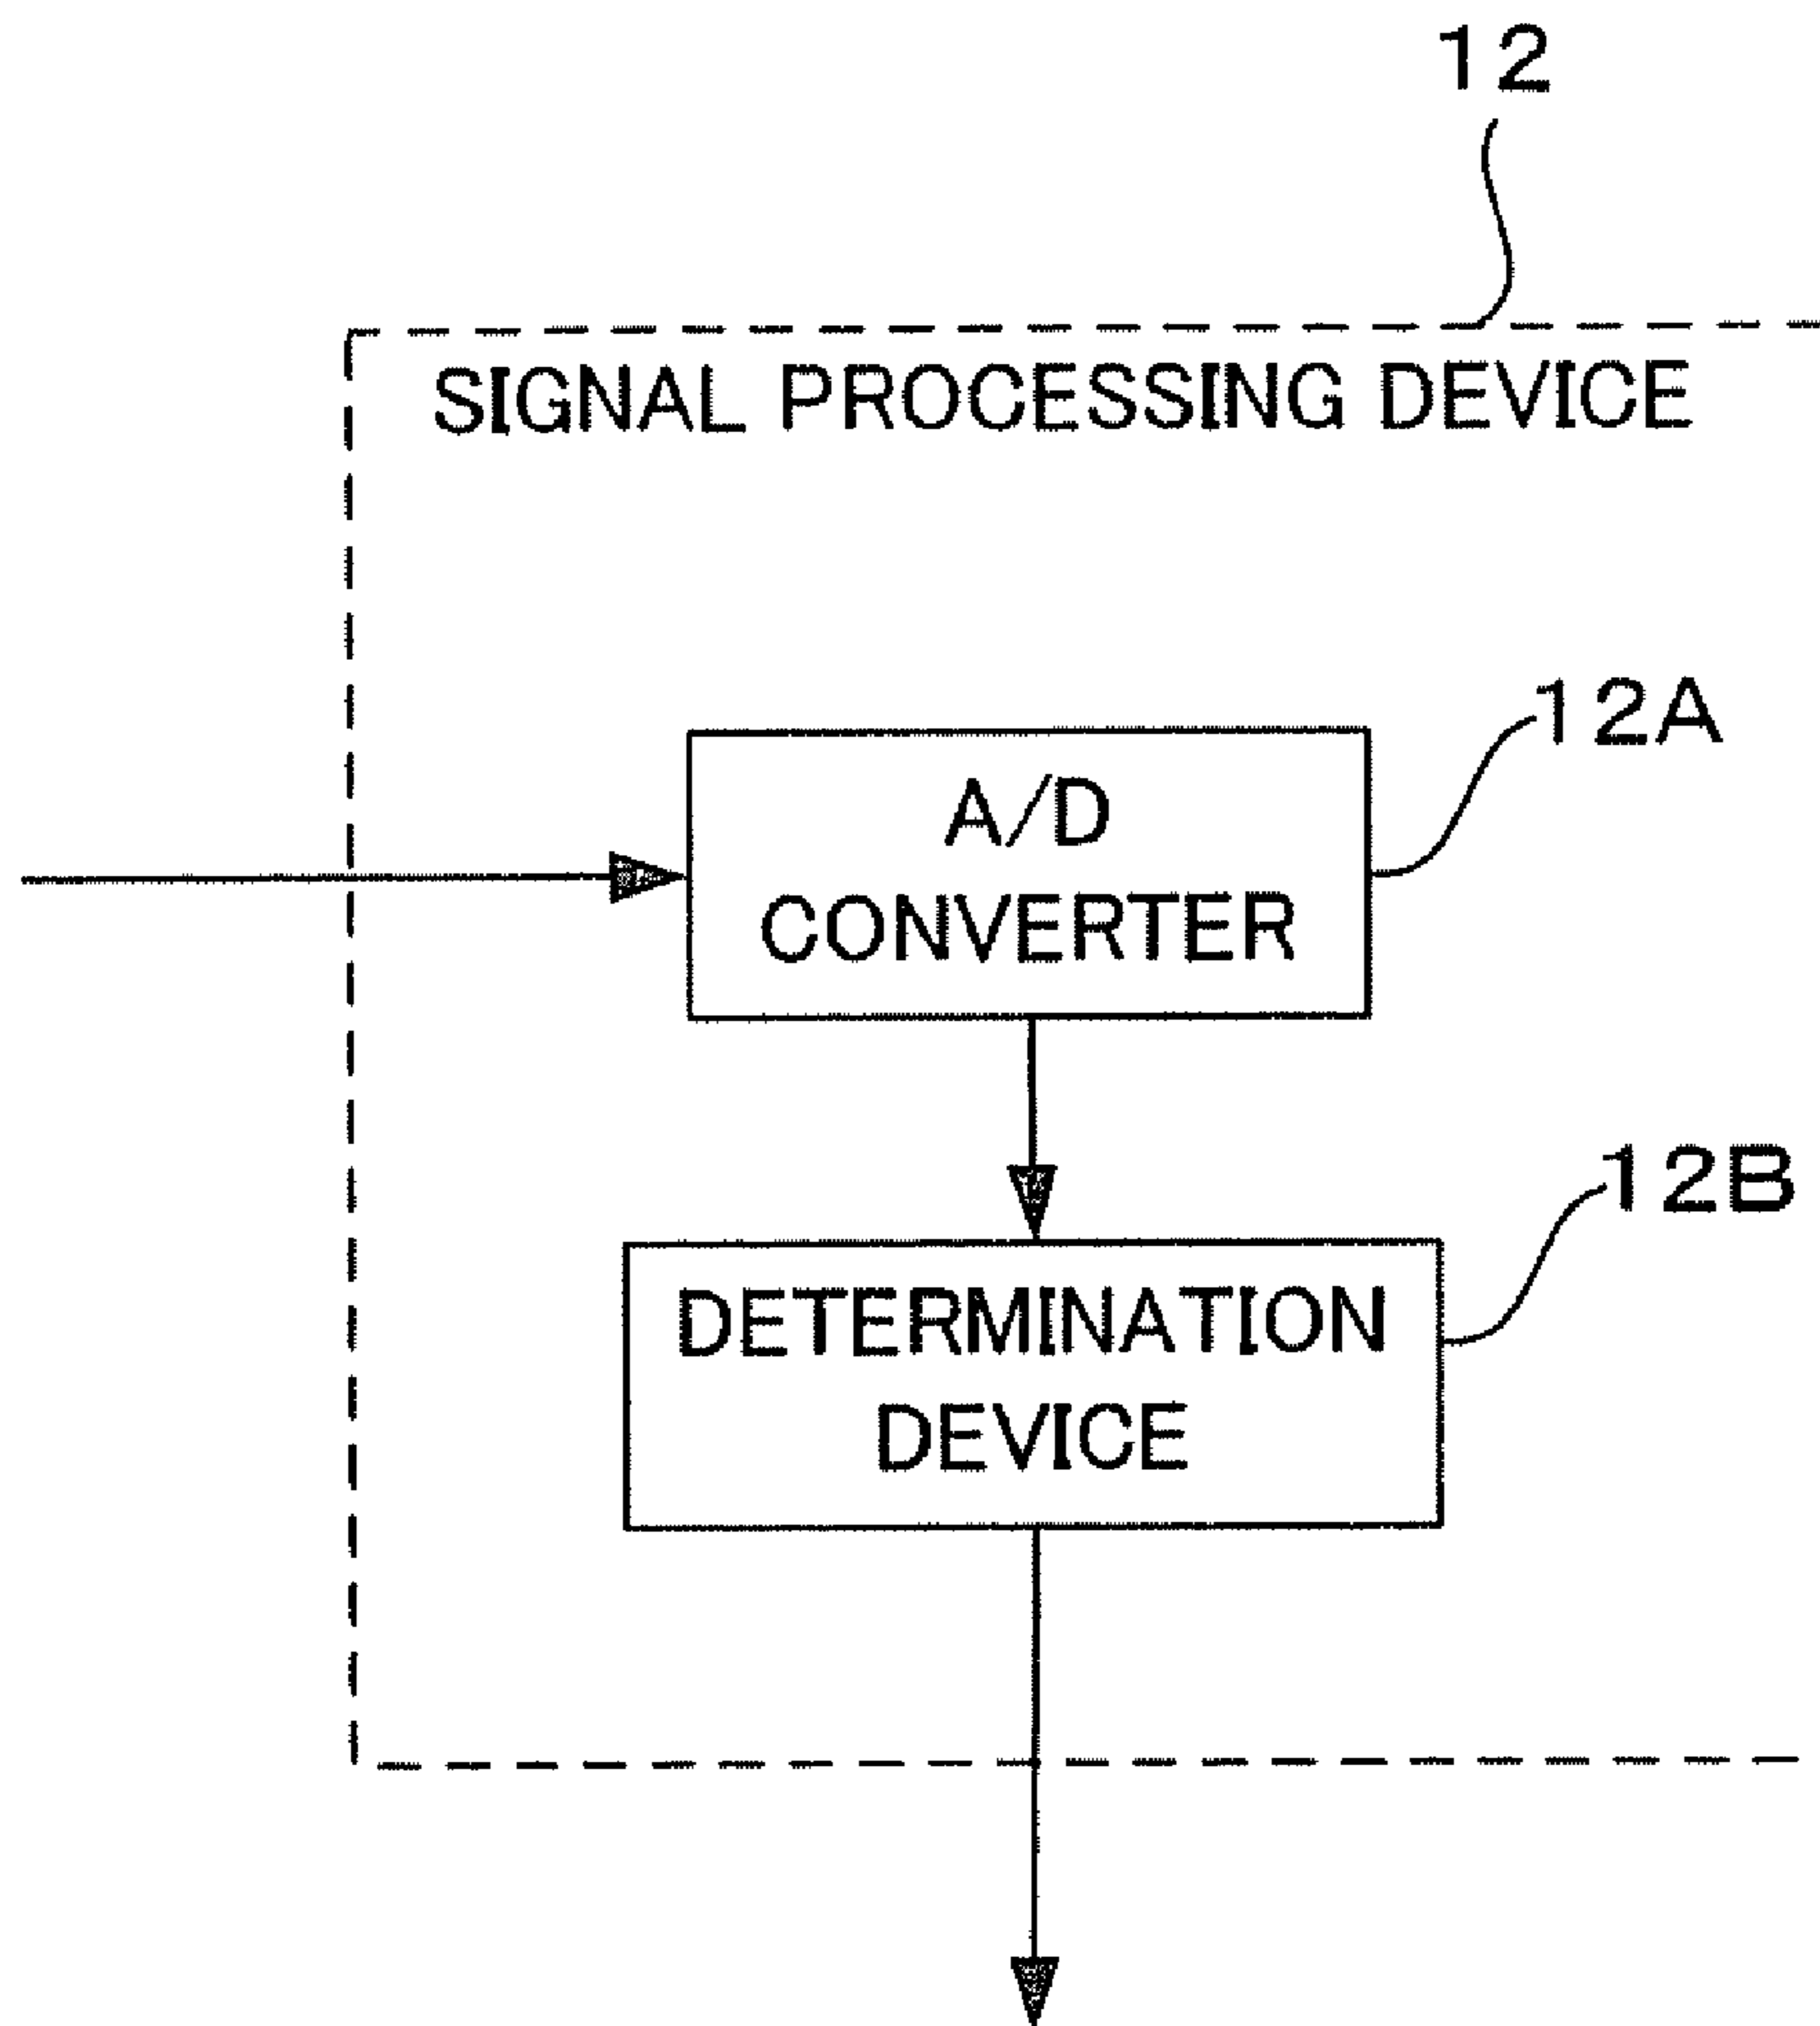 12
SIGNAL PROCESSING DEVICE
12A
A/D
CONVERTER
12B
DETERMINATION
DEVICE